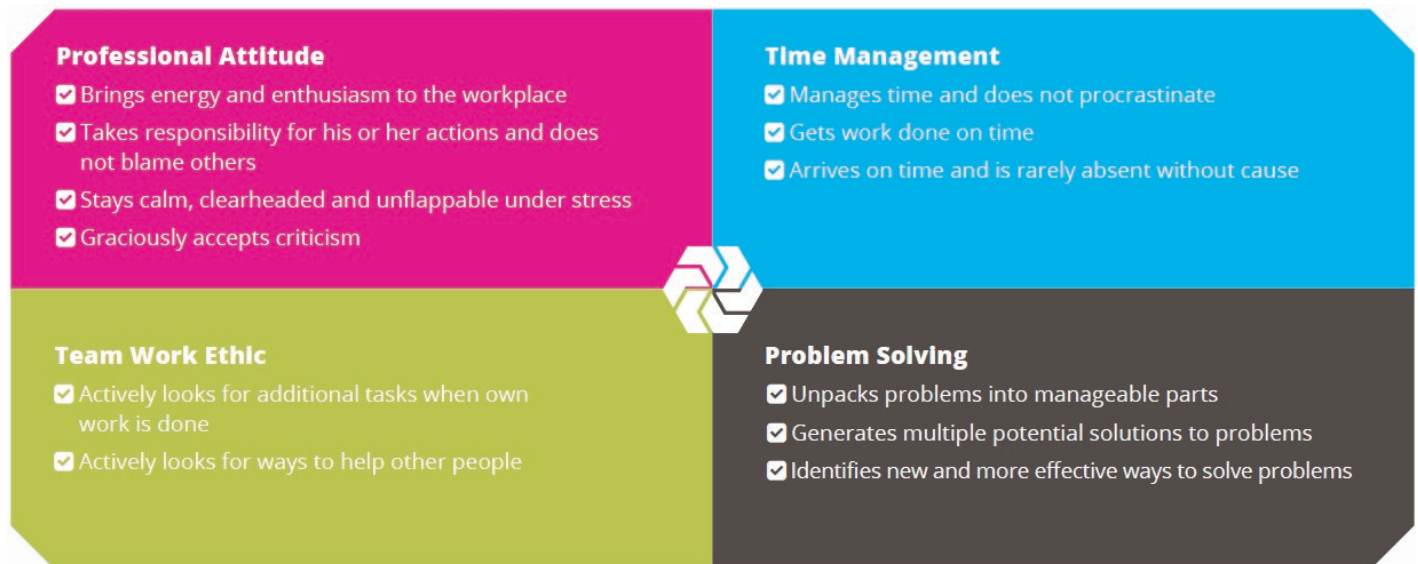 Professional Attitude
Brings energy and enthusiasm to the workplace
Takes responsibility for his or her actions and does
not blame others
Stays calm, clearheaded and unflappable under stress
Graciously accepts criticism
Time Management
Manages time and does not procrastinate
Gets work done on time
Arrives on time and is rarely absent without cause
Team Work Ethic
Actively looks for additional tasks when own
work is done
Actively looks for ways to help other people
Problem Solving
Unpacks problems into manageable parts
Generates multiple potential solutions to problems
Identifies new and more effective ways to solve problems